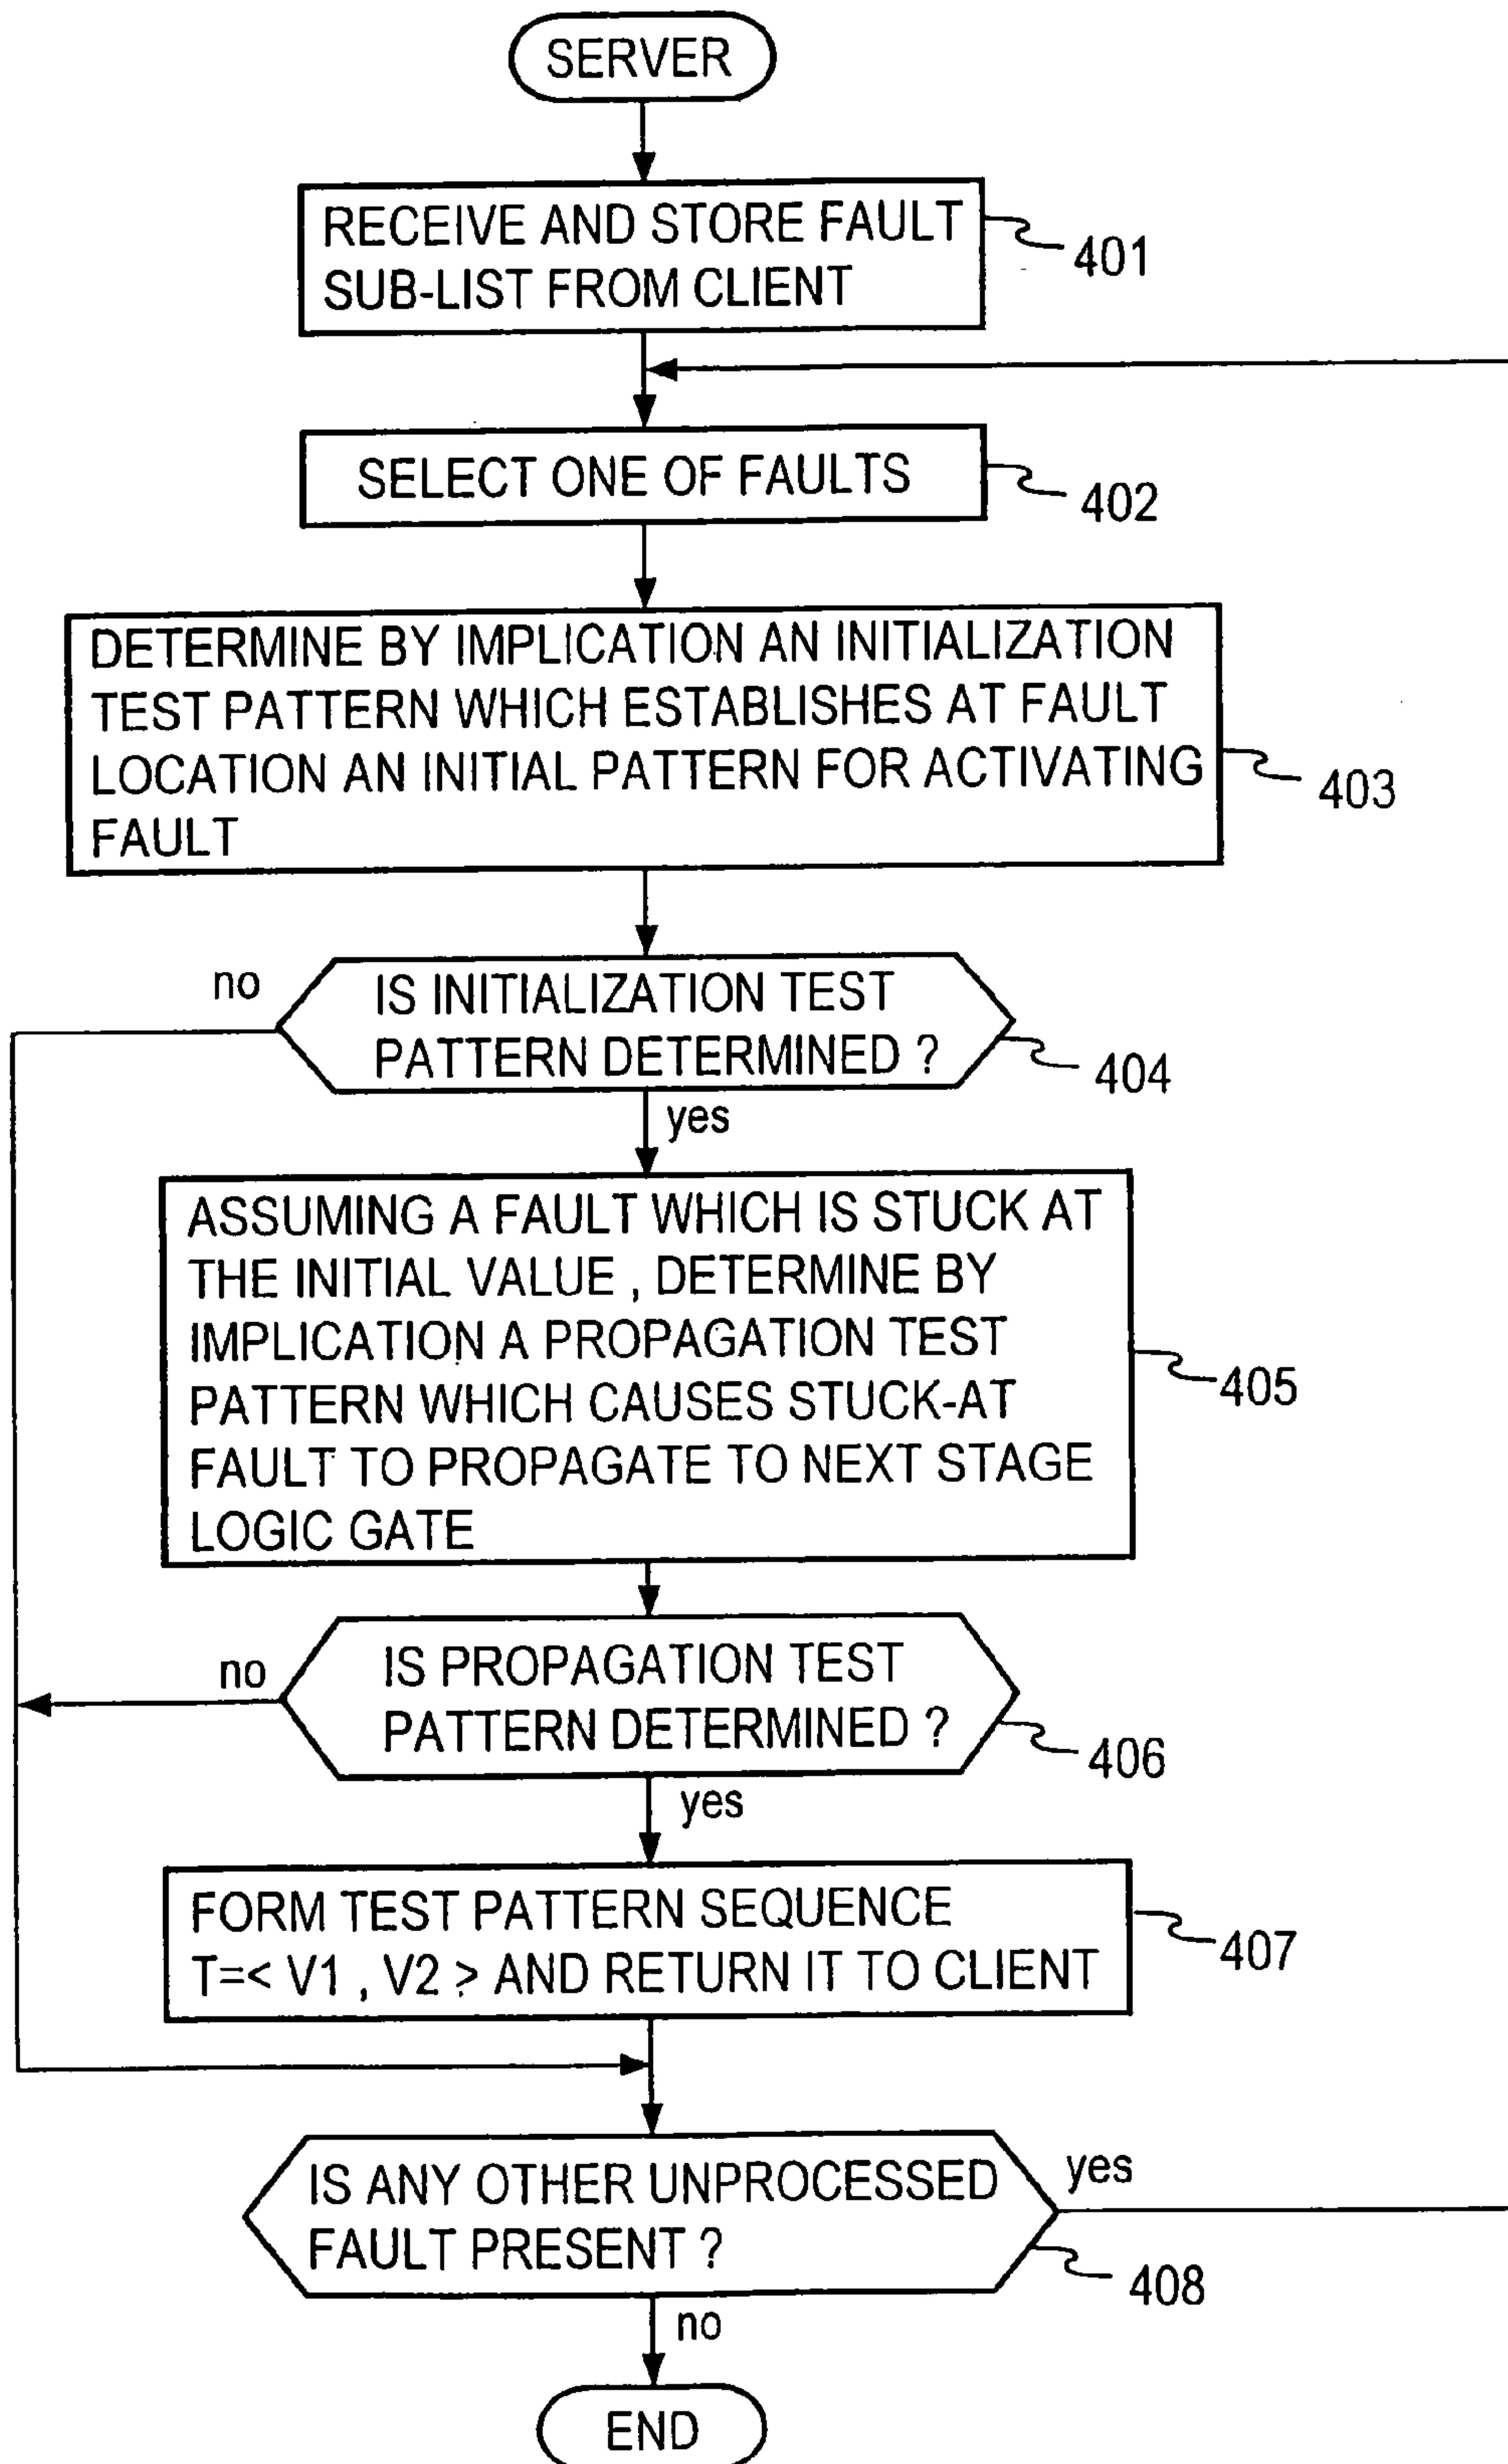 SERVER
RECEIVE AND STORE FAULT
SUB-LIST FROM CLIENT
401
SELECT ONE OF FAULTS
402
DETERMINE BY IMPLICATION AN INITIALIZATION
TEST PATTERN WHICH ESTABLISHES AT FAULT
LOCATION AN INITIAL PATTERN FOR ACTIVATING
FAULT
403
no
IS INITIALIZATION TEST
PATTERN DETERMINED ?
404
yes
ASSUMING A FAULT WHICH IS STUCK AT
THE INITIAL VALUE , DETERMINE BY
IMPLICATION A PROPAGATION TEST
PATTERN WHICH CAUSES STUCK-AT
FAULT TO PROPAGATE TO NEXT STAGE
LOGIC GATE
405
no
IS PROPAGATION TEST
PATTERN DETERMINED ?
406
yes
FORM TEST PATTERN SEQUENCE
T=< V1 , V2 > AND RETURN IT TO CLIENT
407
IS ANY OTHER UNPROCESSED
FAULT PRESENT ?
yes
408
no
END